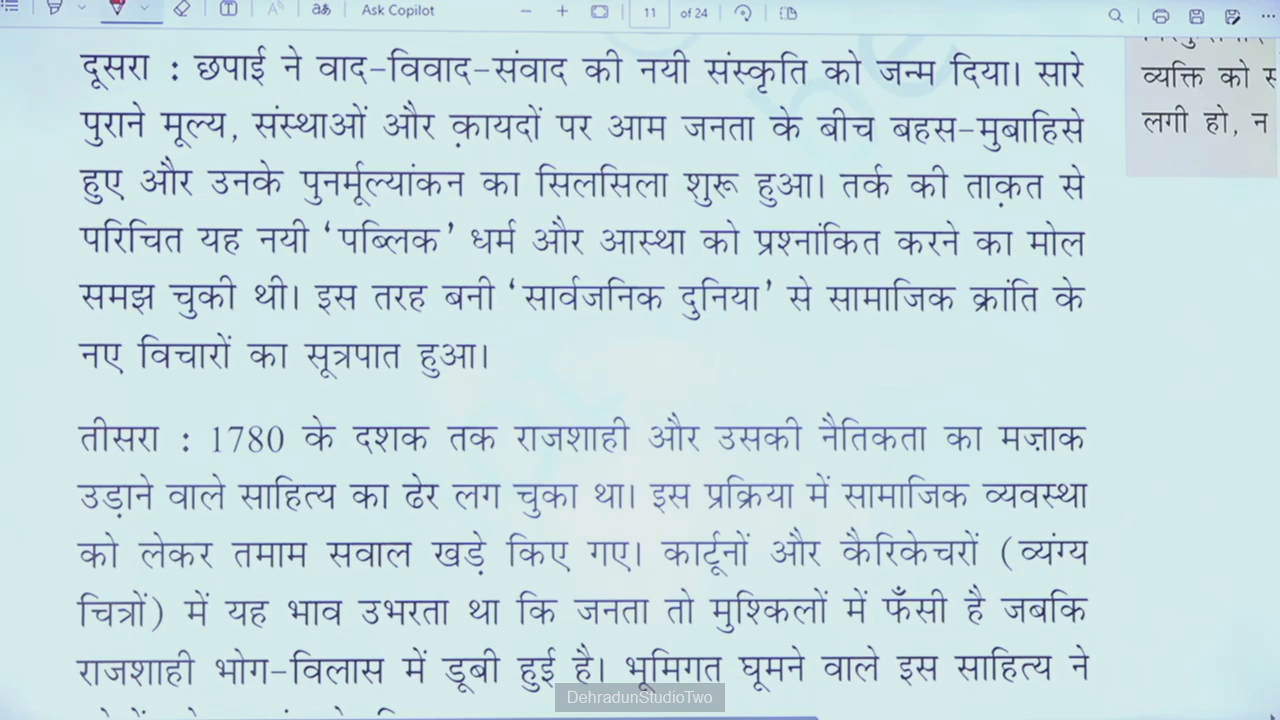 Ask Copilot
11 of 24
दूसरा : छपाई ने वाद-विवाद-संवाद की नयी संस्कृति को जन्म दिया। सारे
पुराने मूल्य, संस्थाओं और क़ायदों पर आम जनता के बीच बहस-मुबाहिसे
हुए और उनके पुनर्मूल्यांकन का सिलसिला शुरू हुआ। तर्क की ताक़त से
परिचित यह नयी ‘पब्लिक’ धर्म और आस्था को प्रश्नांकित करने का मोल
समझ चुकी थी। इस तरह बनी ‘सार्वजनिक दुनिया’ से सामाजिक क्रांति के
नए विचारों का सूत्रपात हुआ।
तीसरा : 1780 के दशक तक राजशाही और उसकी नैतिकता का मज़ाक
उड़ाने वाले साहित्य का ढेर लग चुका था। इस प्रक्रिया में सामाजिक व्यवस्था
को लेकर तमाम सवाल खड़े किए गए। कार्टूनों और कैरिकेचरों (व्यंग्य
चित्रों) में यह भाव उभरता था कि जनता तो मुश्किलों में फँसी है जबकि
राजशाही भोग-विलास में डूबी हुई है। भूमिगत घूमने वाले इस साहित्य ने
व्यक्ति को
लगी हो, न
DehradunStudioTwo